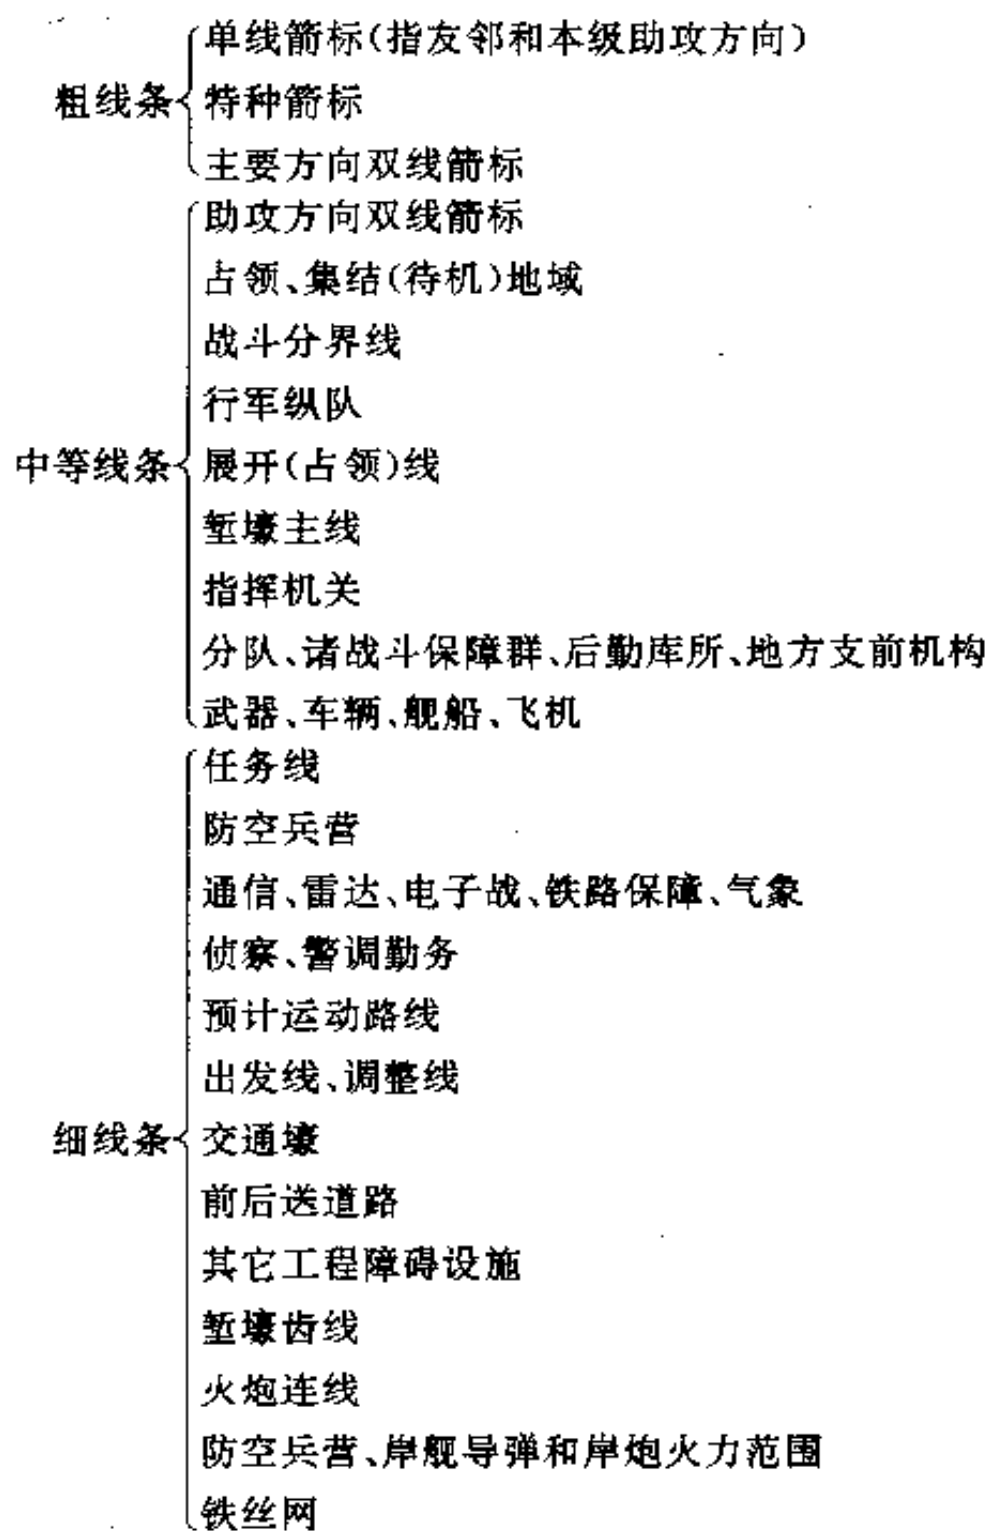 单线箭标(指友邻和本级助攻方向)
粗线条 特种箭标
主要方向双线箭标
助攻方向双线箭标
占领、集结(待机)地域
战斗分界线
行军纵队
中等线条 展开(占领)线
堑壕主线
指挥机关
分队、诸战斗保障群、后勤库所、地方支前机构
武器、车辆、舰船、飞机
任务线
防空兵营
通信、雷达、电子战、铁路保障、气象
侦察、警调勤务
预计运动路线
出发线、调整线
细线条 交通壕
前后送道路
其它工程障碍设施
堑壕齿线
火炮连线
防空兵营、岸舰导弹和岸炮火力范围
铁丝网